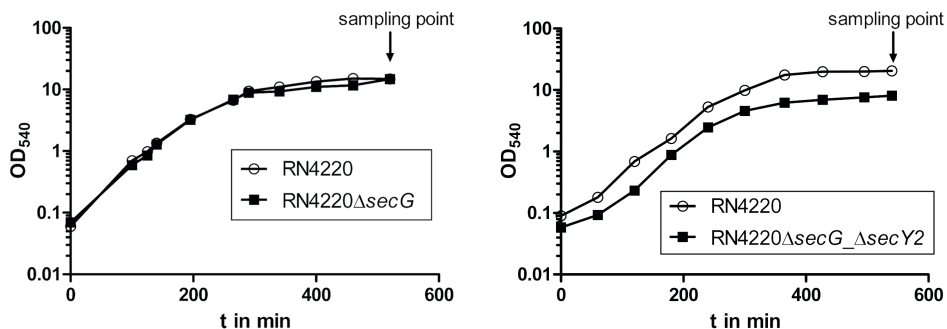 sampling point
100
10
1
0.1
0.01
OD540
RN4220
RN4220ΔsecG
0
200
400
600
t in min
sampling point
100
10
1
0.1
0.01
OD540
RN4220
RN4220ΔsecG_ΔsecY2
0
200
400
600
t in min